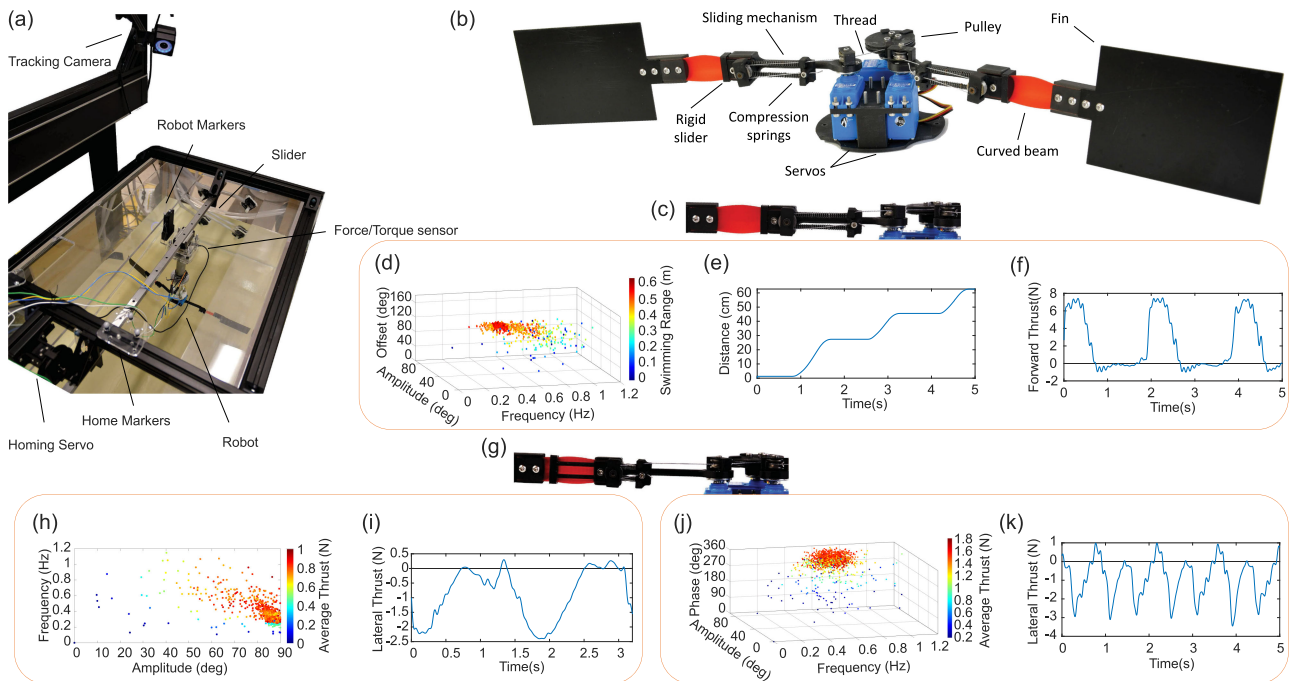 (a)
Tracking Camera
Robot Markers
Slider
Force/Torque sensor
Home Markers
Homing Servo
Robot
(b)
Sliding mechanism
Thread
Pulley
Fin
Rigid
slider
Compression
springs
Servos
Curved beam
(c)
(d)
Offset (deg)
160
120
80
40
0
Amplitude (deg)
80
40
0
0 0.2 0.4 0.6 0.8 1 1.2
Frequency (Hz)
0.6
0.5
0.4
0.3
0.2
0.1
0
Swimming Range (m)
(e)
Distance (cm)
60
50
40
30
20
10
0
0 1 2 3 4 5
Time(s)
(f)
Forward Thrust(N)
8
6
4
2
0
-2
0 1 2 3 4 5
Time(s)
(g)
(h)
Frequency (Hz)
1.2
0.8
0.6
0.4
0.2
0
0 10 20 30 40 50 60 70 80 90
Amplitude (deg)
1
0.8
0.6
0.4
0.2
0
Average Thrust (N)
(i)
Lateral Thrust (N)
0.5
0
-0.5
-1
-1.5
-2
-2.5
0 0.5 1 1.5 2 2.5 3
Time(s)
(j)
Phase (deg)
360
270
180
90
0
Amplitude (deg)
80
40
0
0 0.2 0.4 0.6 0.8 1 1.2
Frequency (Hz)
1.8
1.6
1.4
1.2
1
0.8
0.6
0.4
0.2
Average Thrust (N)
(k)
Lateral Thrust (N)
1
0
-1
-2
-3
-4
0 1 2 3 4 5
Time(s)